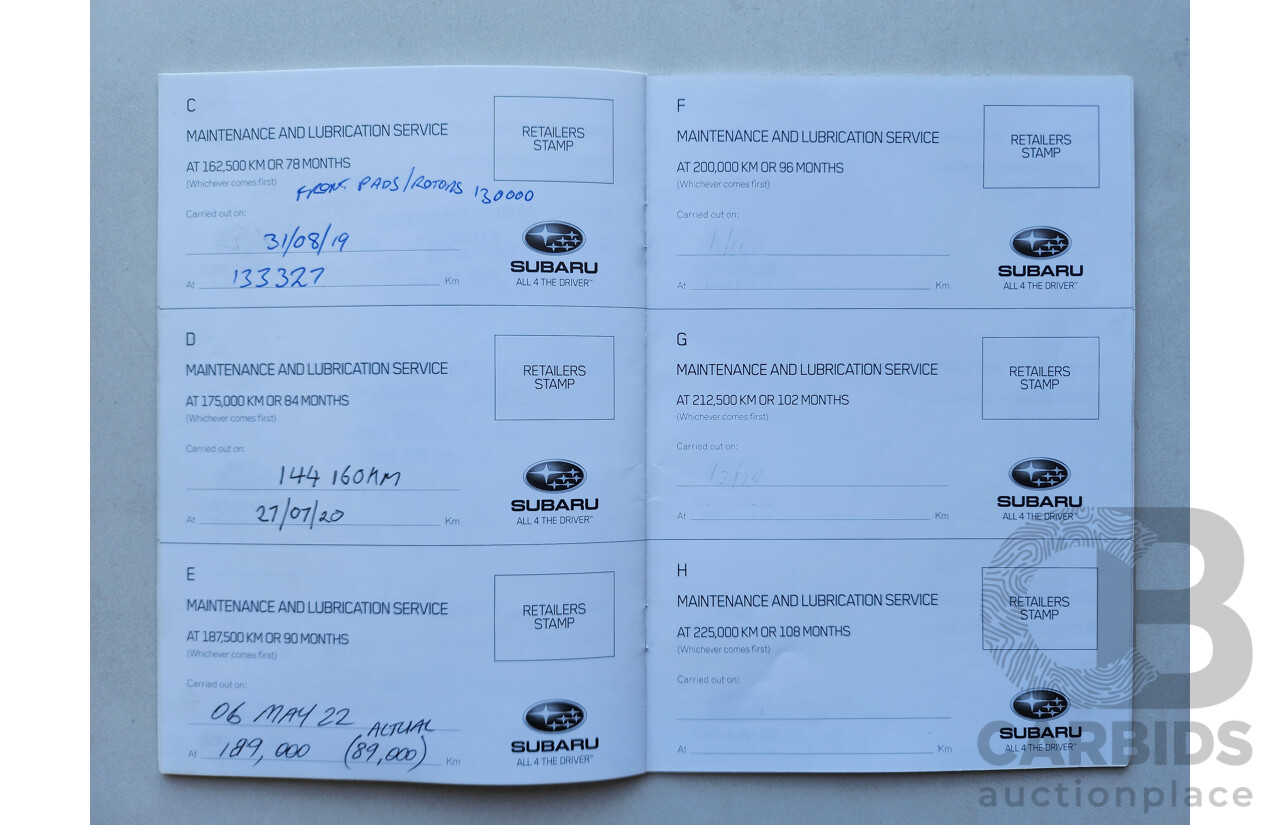 C
MAINTENANCE AND LUBRICATION SERVICE
AT 162,500 KM OR 78 MONTHS
(Whichever comes first)
FRONT PADS/ROTORS 130000
Carried out on:
31/08/19
At 133327 Km
RETAILERS
STAMP
SUBARU
ALL 4 THE DRIVER™
D
MAINTENANCE AND LUBRICATION SERVICE
AT 175,000 KM OR 84 MONTHS
(Whichever comes first)
Carried out on:
144 160KM
At 27/07/20 Km
RETAILERS
STAMP
SUBARU
ALL 4 THE DRIVER™
E
MAINTENANCE AND LUBRICATION SERVICE
AT 187,500 KM OR 90 MONTHS
(Whichever comes first)
Carried out on:
06 MAY 22
ALTUAL
At 189,000 (89,000) Km
RETAILERS
STAMP
SUBARU
ALL 4 THE DRIVER™
F
MAINTENANCE AND LUBRICATION SERVICE
AT 200,000 KM OR 96 MONTHS
(Whichever comes first)
Carried out on:
At Km
RETAILERS
STAMP
SUBARU
ALL 4 THE DRIVER™
G
MAINTENANCE AND LUBRICATION SERVICE
AT 212,500 KM OR 102 MONTHS
(Whichever comes first)
Carried out on:
At Km
RETAILERS
STAMP
SUBARU
ALL 4 THE DRIVER™
H
MAINTENANCE AND LUBRICATION SERVICE
AT 225,000 KM OR 108 MONTHS
(Whichever comes first)
Carried out on:
At Km
RETAILERS
STAMP
SUBARU
ALL 4 THE DRIVER™
CB
CARBIDS
auctionplace